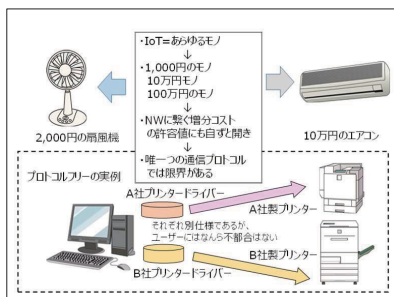 ・IoT=あらゆるモノ
↓
・1,000円のモノ
10万円モノ
100万円のモノ
↓
・NWに繋ぐ増分コスト
の許容値にも自ずと開き
↓
・唯一つの通信プロトコル
では限界がある
2,000円の扇風機
10万円のエアコン
プロトコルフリーの実例
A社プリンタードライバー
A社製プリンター
それぞれ別仕様であるが、
ユーザーにはなんら不都合はない
B社製プリンター
B社プリンタードライバー